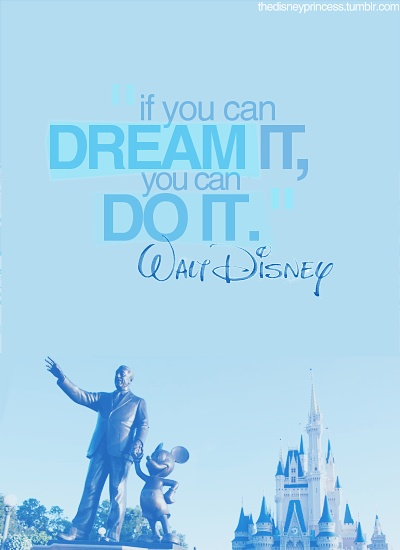 thedisneyprincess.tumblr.com
"if you can
DREAM IT,
you can
DO IT."
Walt Disney